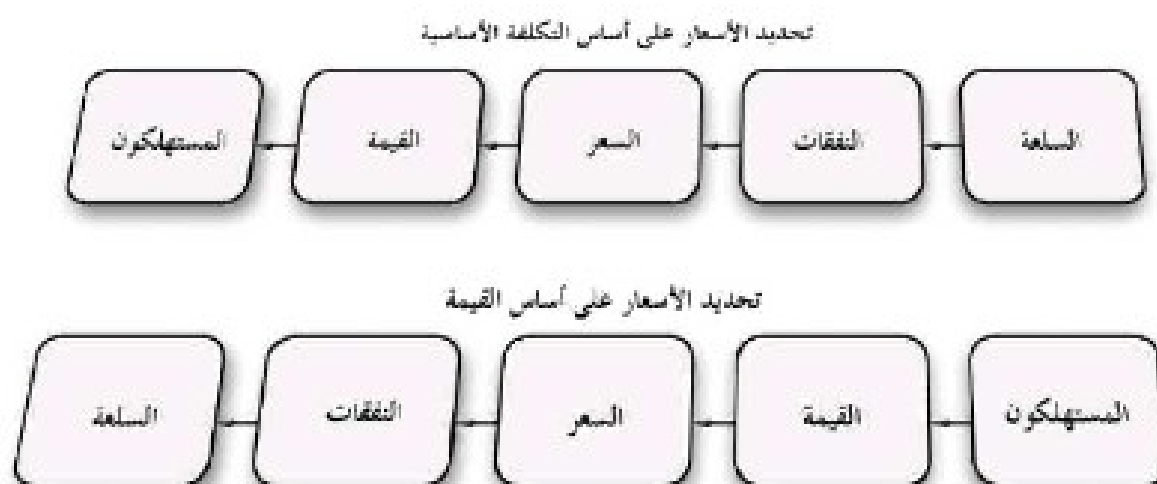 تحديد الأسعار على أساس التكلفة الأساسية
السلعة النفقات السعر القيمة المستهلكون
تحديد الأسعار على أساس القيمة
المستهلكون القيمة السعر النفقات السلعة